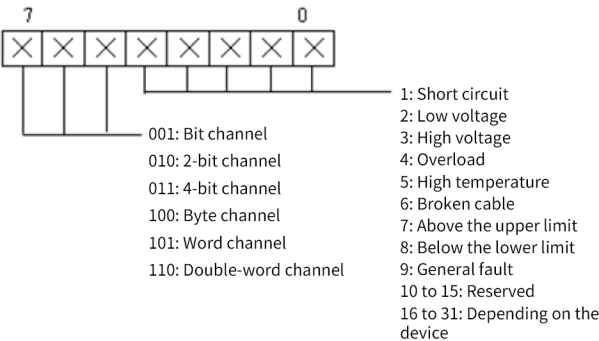 7 0
001: Bit channel
010: 2-bit channel
011: 4-bit channel
100: Byte channel
101: Word channel
110: Double-word channel
1: Short circuit
2: Low voltage
3: High voltage
4: Overload
5: High temperature
6: Broken cable
7: Above the upper limit
8: Below the lower limit
9: General fault
10 to 15: Reserved
16 to 31: Depending on the
device